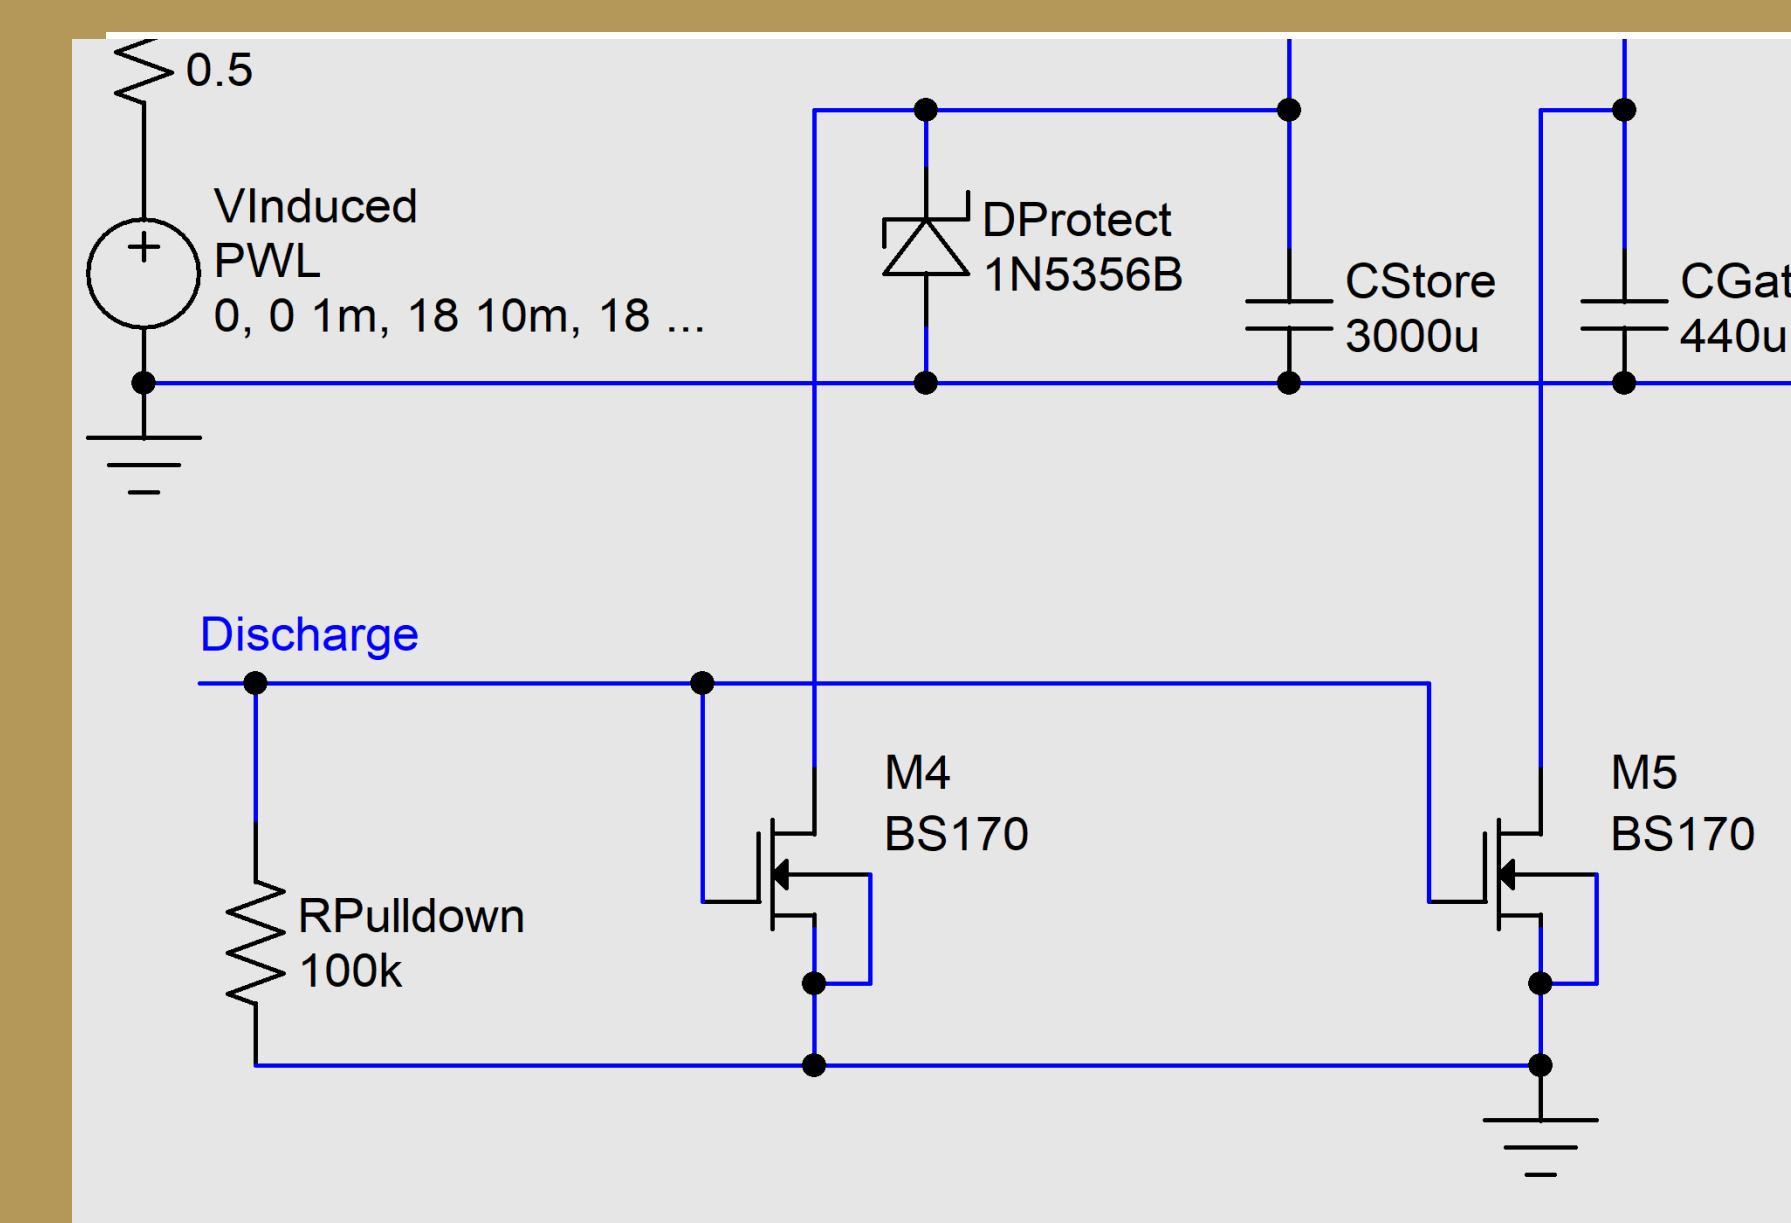 0.5
VInduced
PWL
0, 0 1m, 18 10m, 18 ...
DProtect
1N5356B
CStore
3000u
CGat
440u
Discharge
M4
BS170
M5
BS170
RPulldown
100k